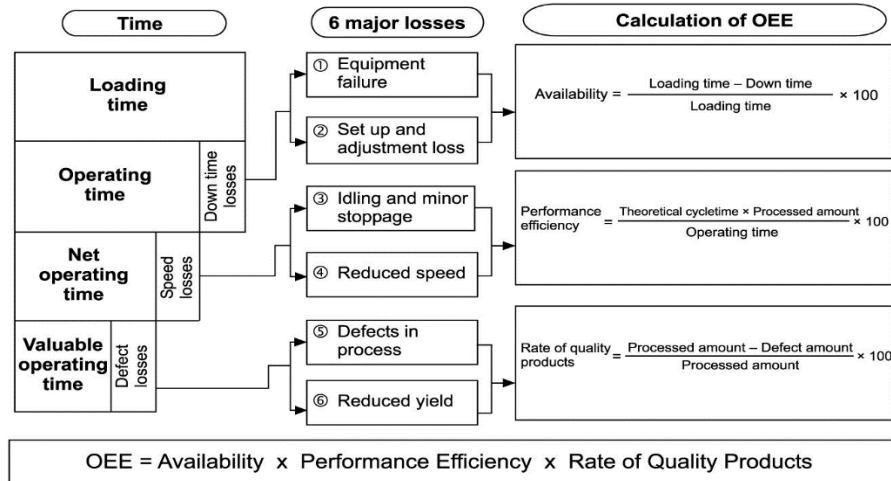 Time
6 major losses
Calculation of OEE
Loading
time
Operating
time
Down time
losses
Net
operating
time
Speed
losses
Valuable
operating
time
Defect
losses
① Equipment
failure
② Set up and
adjustment loss
③ Idling and minor
stoppage
④ Reduced speed
⑤ Defects in
process
⑥ Reduced yield
Availability = Loading time – Down time / Loading time × 100
Performance
efficiency = Theoretical cycletime × Processed amount / Operating time × 100
Rate of quality
products = Processed amount – Defect amount / Processed amount × 100
OEE = Availability x Performance Efficiency x Rate of Quality Products